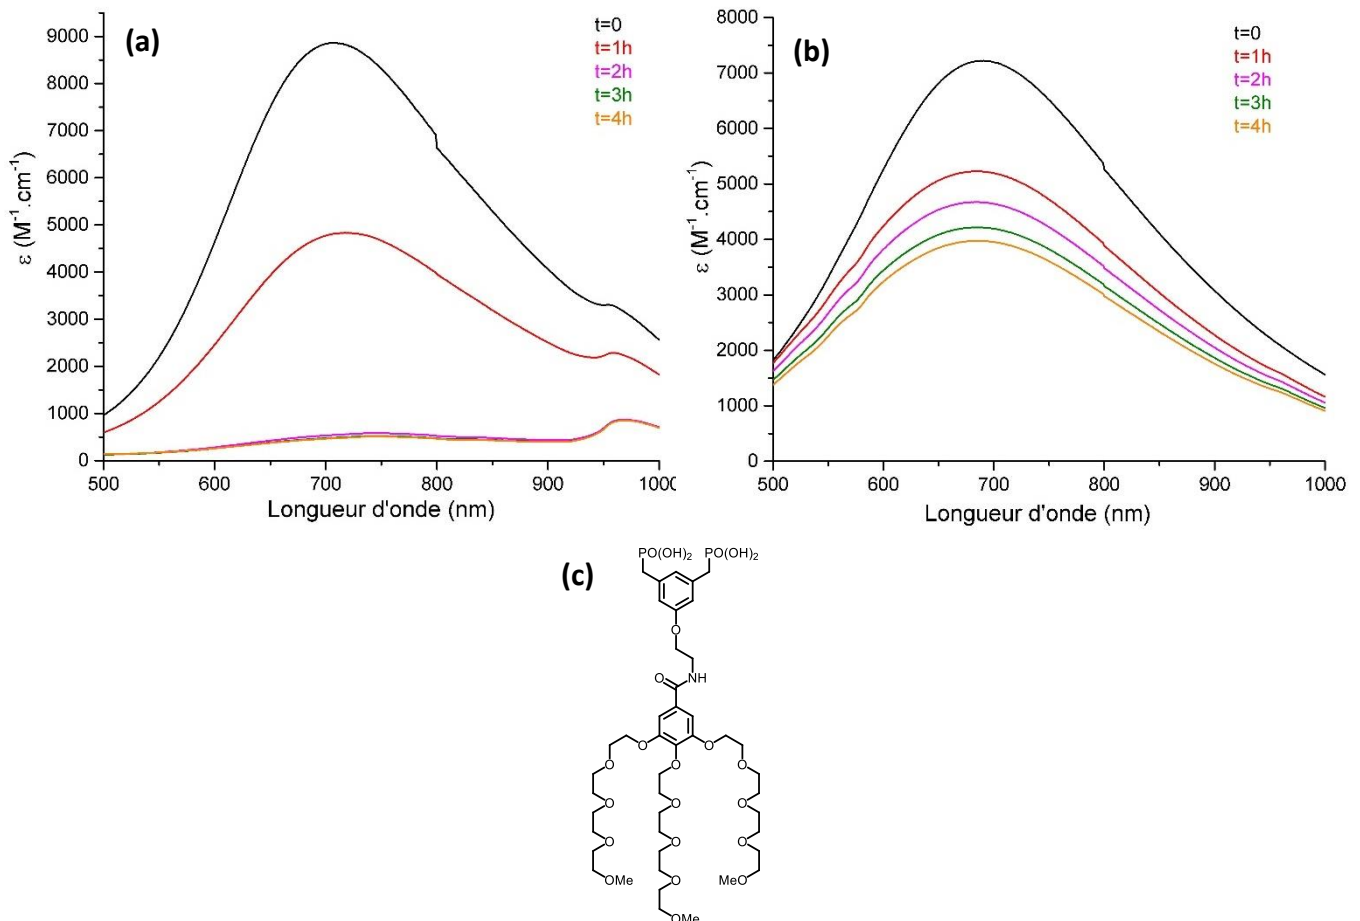 (a)
t=0
t=1h
t=2h
t=3h
t=4h
ε (M⁻¹.cm⁻¹)
9000
8000
7000
6000
5000
4000
3000
2000
1000
0
500 600 700 800 900 1000
Longueur d'onde (nm)
(b)
t=0
t=1h
t=2h
t=3h
t=4h
ε (M⁻¹.cm⁻¹)
8000
7000
6000
5000
4000
3000
2000
1000
0
500 600 700 800 900 1000
Longueur d'onde (nm)
(c)
PO(OH)₂ PO(OH)₂
O
O NH
O O O
O O O
O O O
O O O
OMe MeO
OMe